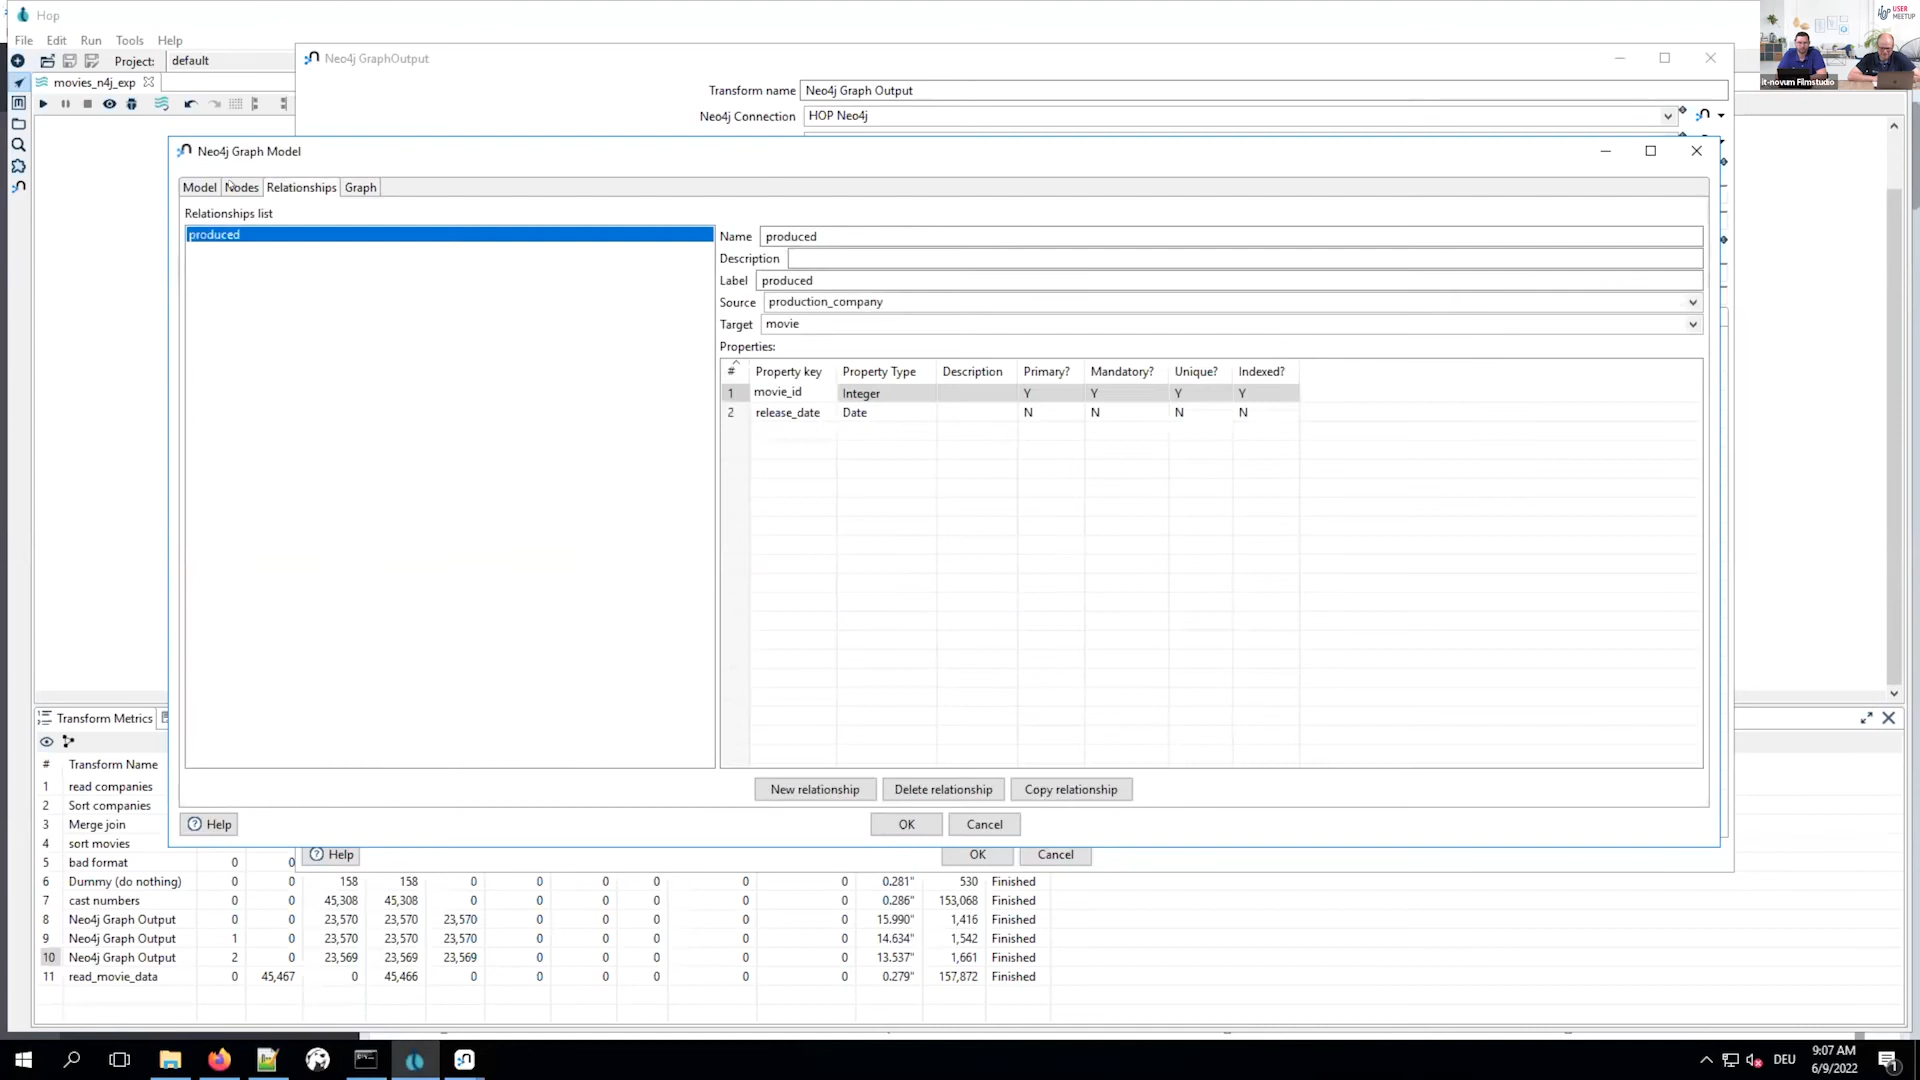 Hop
File Edit Run Tools Help
Project: default
movies_n4j_exp
Neo4j GraphOutput
Transform name Neo4j Graph Output
Neo4j Connection HOP Neo4j
HOP USER MEETUP
it-novum Filmstudio
Neo4j Graph Model
Model Nodes Relationships Graph
Relationships list
produced
Name produced
Description
Label produced
Source production_company
Target movie
Properties:
# Property key Property Type Description Primary? Mandatory? Unique? Indexed?
1 movie_id Integer Y Y Y Y
2 release_date Date N N N N
New relationship Delete relationship Copy relationship
Help OK Cancel
Help OK Cancel
Transform Metrics
# Transform Name
1 read companies
2 Sort companies
3 Merge join
4 sort movies
5 bad format 0 0
6 Dummy (do nothing) 0 0 158 158 0 0 0 0 0 0 0.281" 530 Finished
7 cast numbers 0 0 45,308 45,308 0 0 0 0 0 0 0.286" 153,068 Finished
8 Neo4j Graph Output 0 0 23,570 23,570 23,570 0 0 0 0 0 15.990" 1,416 Finished
9 Neo4j Graph Output 1 0 23,570 23,570 23,570 0 0 0 0 0 14.634" 1,542 Finished
10 Neo4j Graph Output 2 0 23,569 23,569 23,569 0 0 0 0 0 13.537" 1,661 Finished
11 read_movie_data 0 45,467 0 45,466 0 0 0 0 0 0 0.279" 157,872 Finished
DEU
9:07 AM
6/9/2022
1